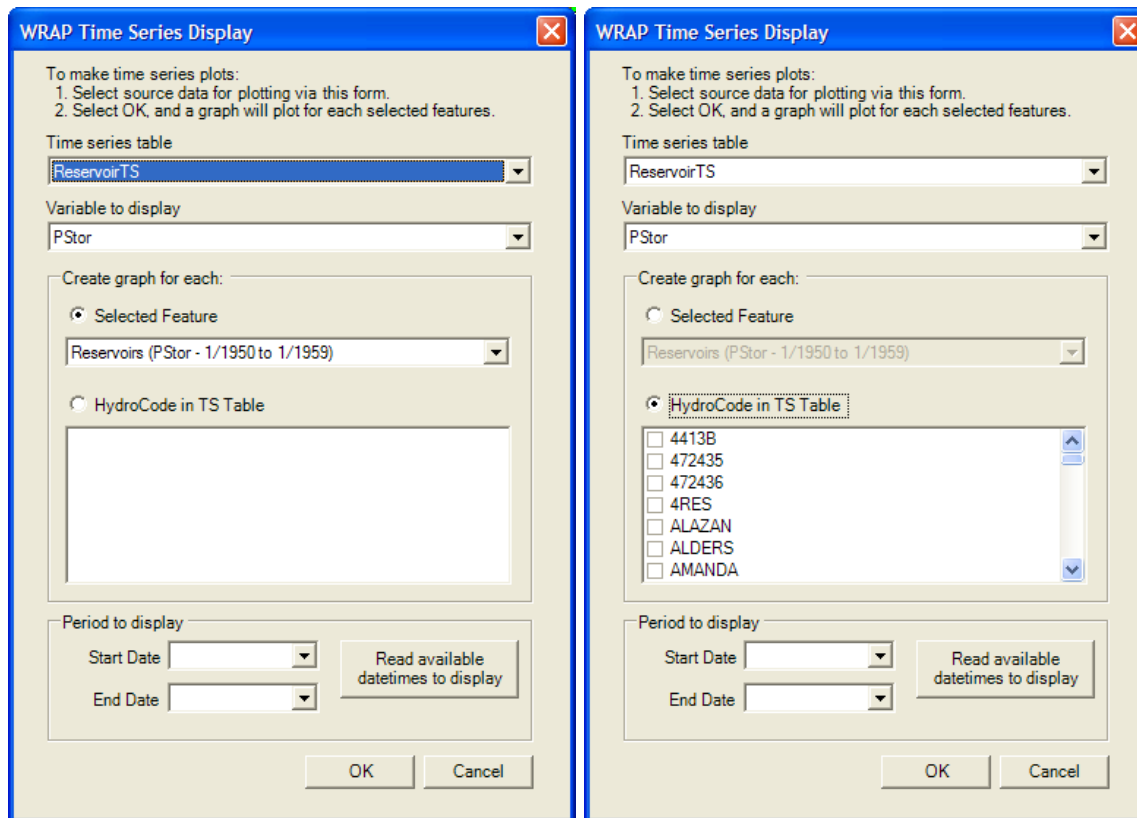 WRAP Time Series Display
To make time series plots:
1. Select source data for plotting via this form.
2. Select OK, and a graph will plot for each selected features.
Time series table
ReservoirTS
Variable to display
PStor
Create graph for each:
Selected Feature
Reservoirs (PStor - 1/1950 to 1/1959)
HydroCode in TS Table
Period to display
Start Date
End Date
Read available
datetimes to display
OK
Cancel
WRAP Time Series Display
To make time series plots:
1. Select source data for plotting via this form.
2. Select OK, and a graph will plot for each selected features.
Time series table
ReservoirTS
Variable to display
PStor
Create graph for each:
Selected Feature
Reservoirs (PStor - 1/1950 to 1/1959)
HydroCode in TS Table
4413B
472435
472436
4RES
ALAZAN
ALDERS
AMANDA
Period to display
Start Date
End Date
Read available
datetimes to display
OK
Cancel